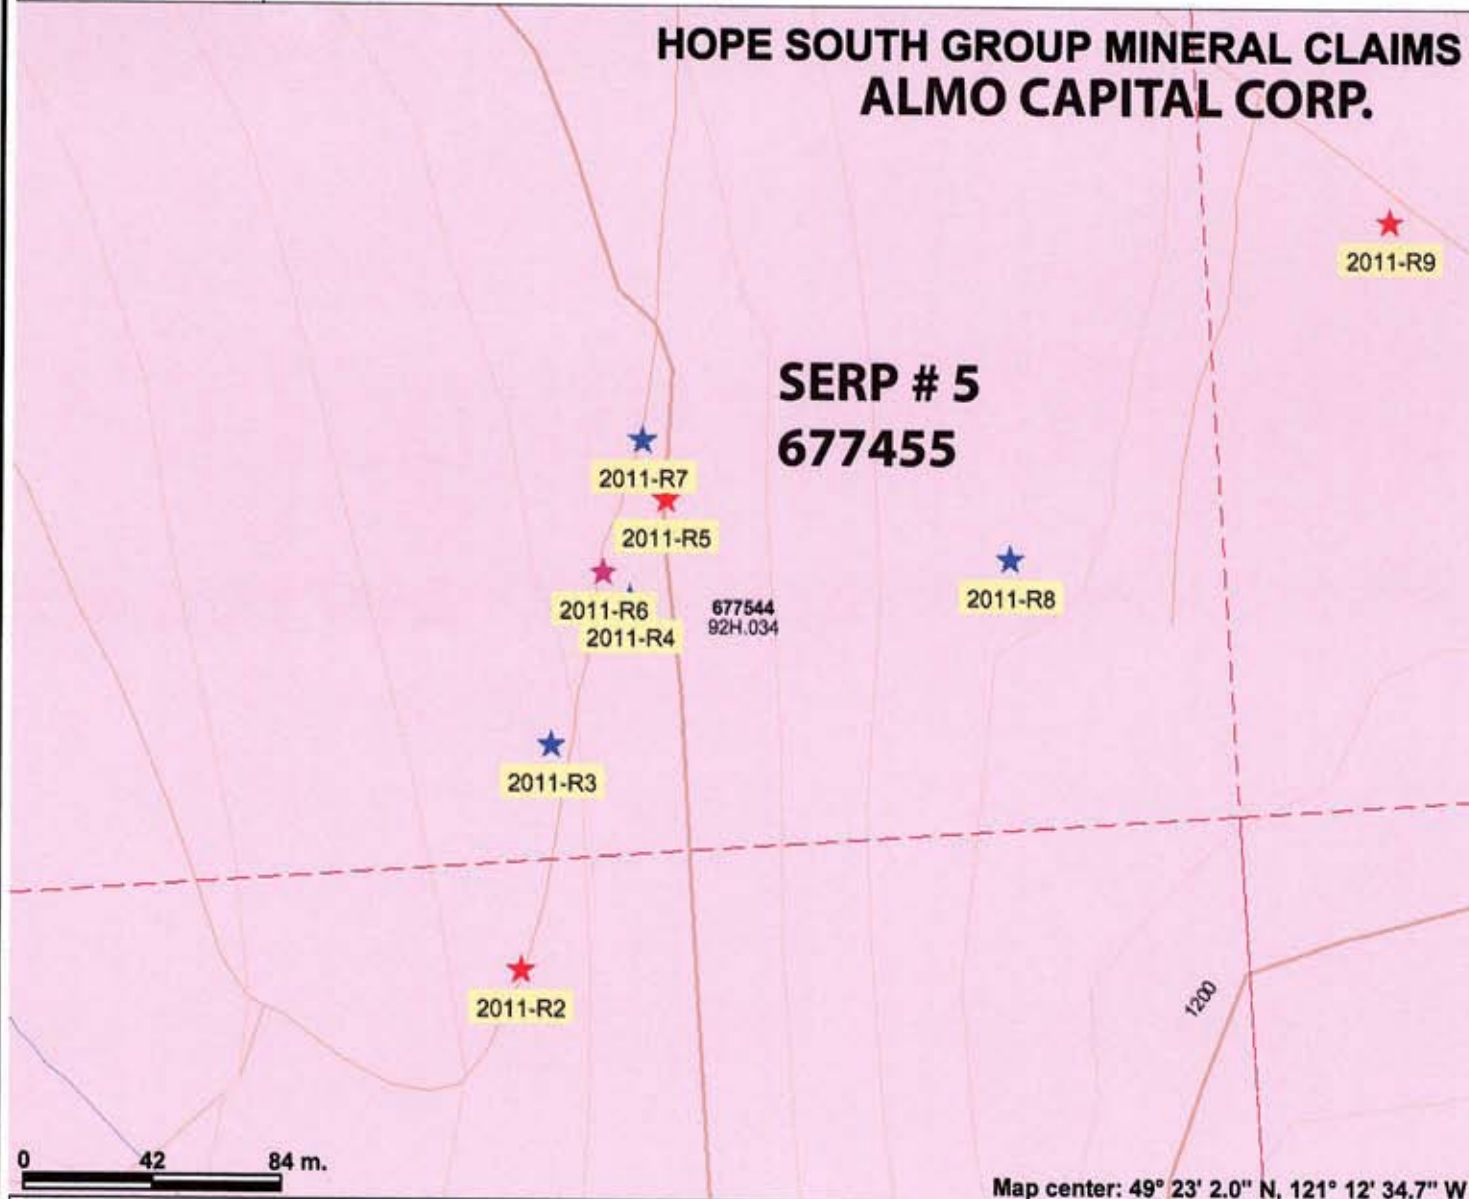 HOPE SOUTH GROUP MINERAL CLAIMS
ALMO CAPITAL CORP.
2011-R9
SERP # 5
677455
2011-R7
2011-R5
2011-R8
2011-R6
677544
92H.034
2011-R4
2011-R3
2011-R2
1200
0 42 84 m.
Map center: 49° 23' 2.0" N, 121° 12' 34.7" W